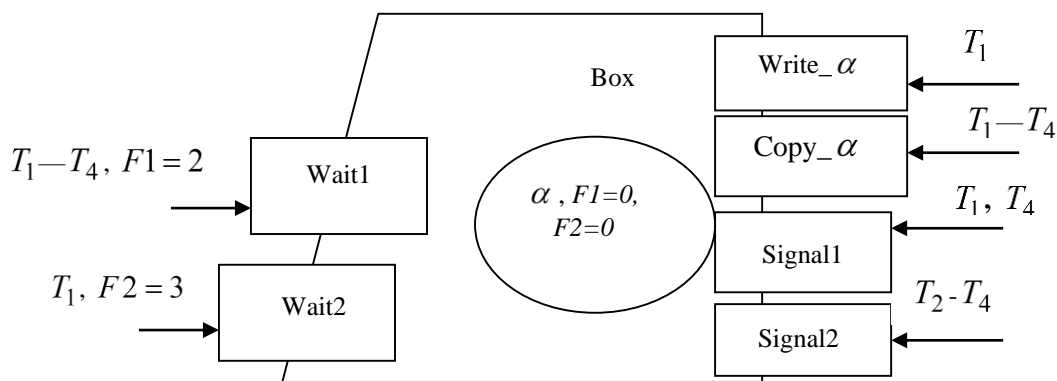 Box
Write_α
T₁
Copy_α
T₁—T₄
T₁—T₄, F1 = 2
Wait1
α , F1=0,
F2=0
T₁, T₄
Signal1
T₁, F2 = 3
Wait2
T₂-T₄
Signal2